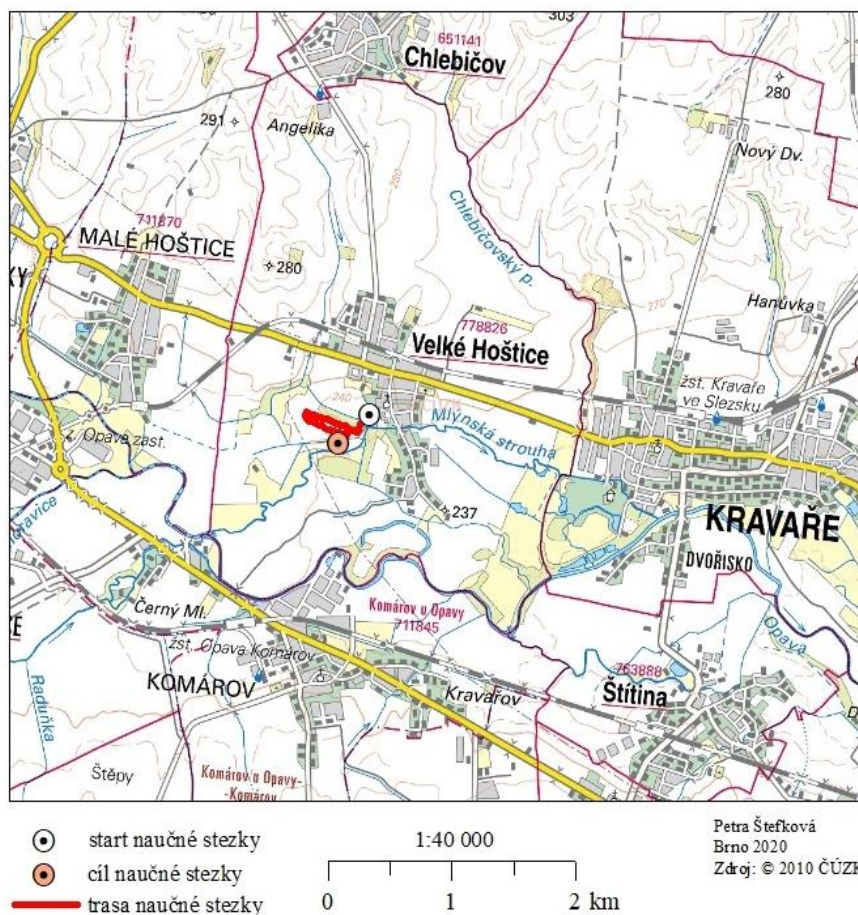 303
651141
Chlebičov
280
291
Angelika
Nový Dv.
711870
MALÉ HOŠTICE
280
Chlebičovský p.
280
270
KY
778826
Hanůvka
Velké Hoštice
240
žst. Kravaře
ve Slezsku
Mlýnská strouha
Opava zast.
237
KRAVAŘE
DVOŘISKO
Černý Ml.
Komárov u Opavy
711845
žst. Opava Komárov
763888
Opava
KOMÁROV
Raduňka
Kravařov
Štítina
Štěpy
Komárov u Opavy-
-Komárov
start naučné stezky
cíl naučné stezky
trasa naučné stezky
1:40 000
0 1 2 km
Petra Štefková
Brno 2020
Zdroj: © 2010 ČÚZK